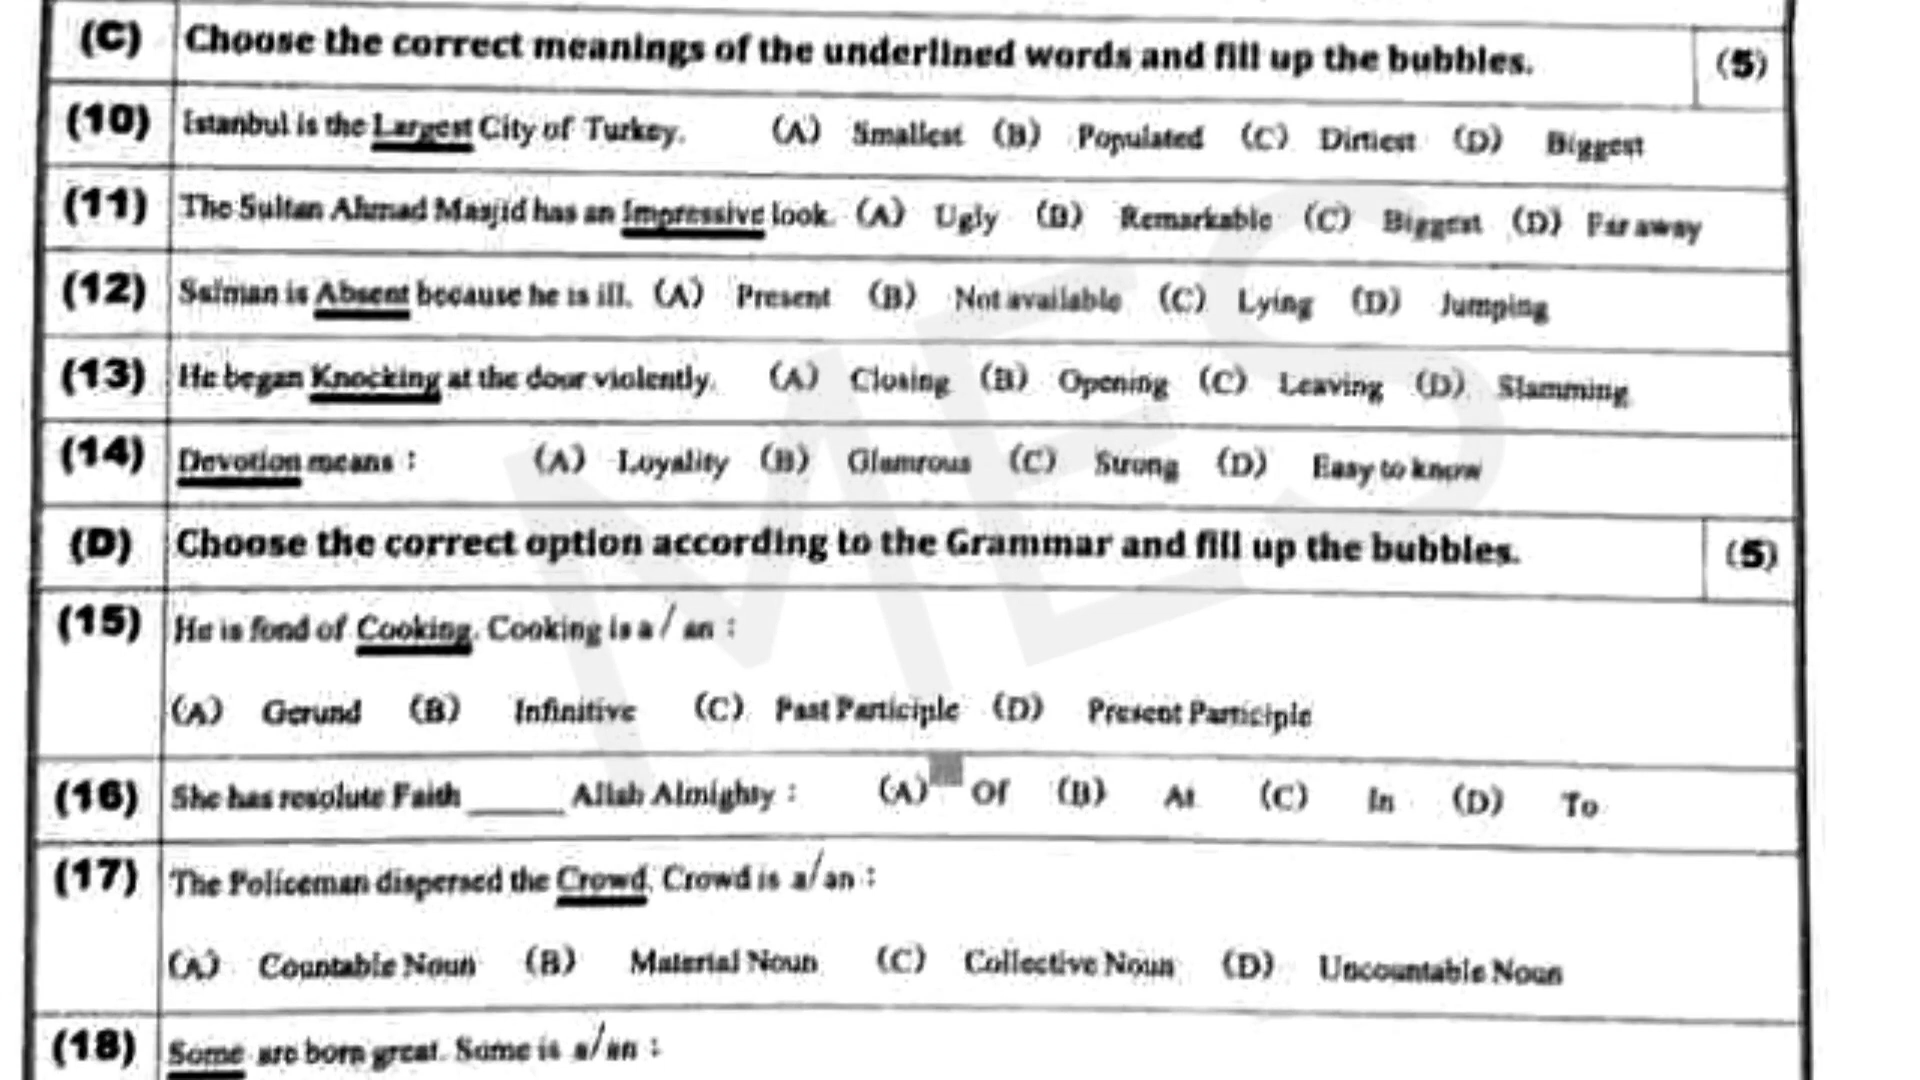 (C) Choose the correct meanings of the underlined words and fill up the bubbles. (5)
(10) Istanbul is the Largest City of Turkey. (A) Smallest (B) Populated (C) Dirtiest (D) Biggest
(11) The Sultan Ahmad Masjid has an Impressive look. (A) Ugly (B) Remarkable (C) Biggest (D) Far away
(12) Salman is Absent because he is ill. (A) Present (B) Not available (C) Lying (D) Jumping
(13) He began Knocking at the dour violently. (A) Closing (B) Opening (C) Leaving (D) Slamming
(14) Devotion means : (A) Loyality (B) Glamrous (C) Strong (D) Easy to know
(D) Choose the correct option according to the Grammar and fill up the bubbles. (5)
(15) He is fond of Cooking. Cooking is a/ an :
(A) Gerund (B) Infinitive (C) Past Participle (D) Present Participle
(16) She has resolute Faith _____ Allah Almighty : (A) Of (B) At (C) In (D) To
(17) The Policeman dispersed the Crowd. Crowd is a/an :
(A) Countable Noun (B) Material Noun (C) Collective Noun (D) Uncountable Noun
(18) Some are born great. Some is a/an :
MES